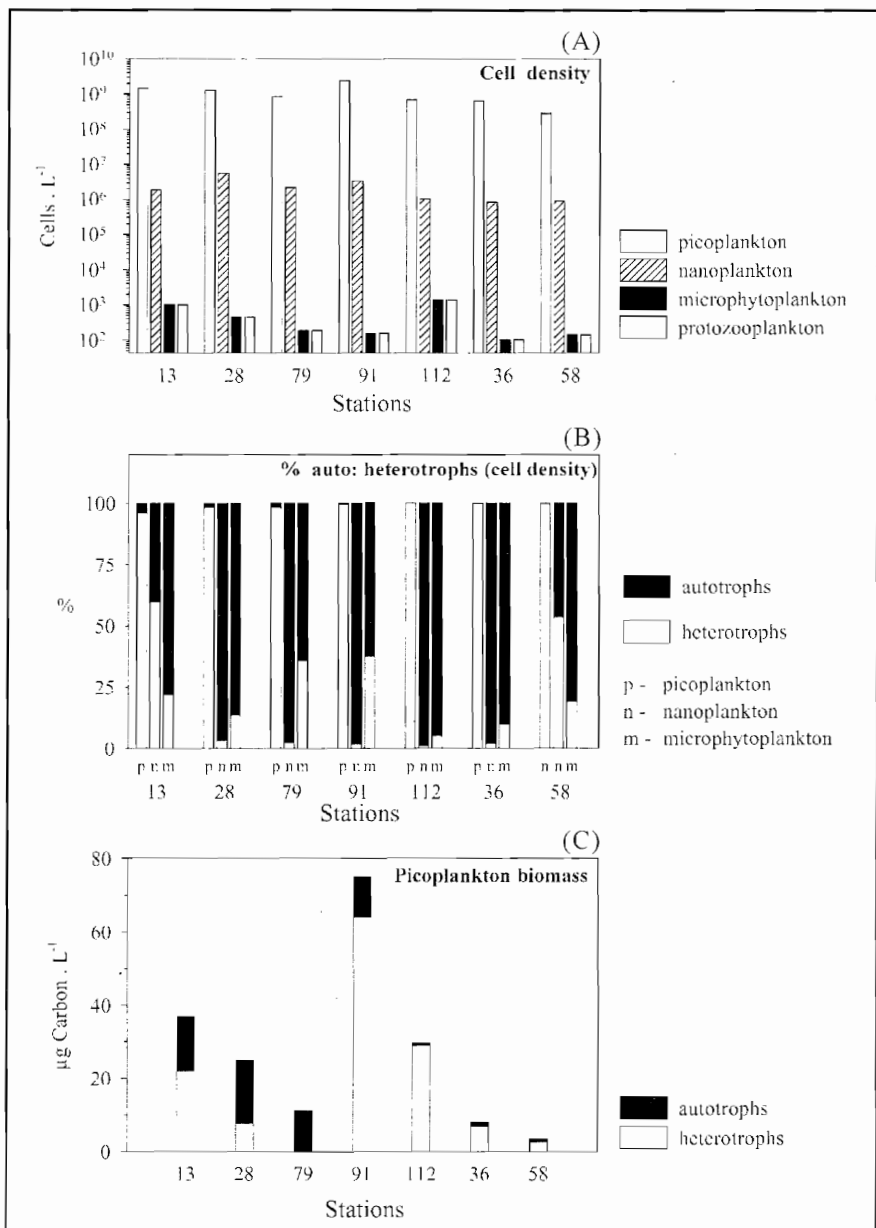 (A)
Cell density
10¹⁰
10⁹
10⁸
10⁷
10⁶
10⁵
10⁴
10³
10²
Cells . L⁻¹
13 28 79 91 112 36 58
Stations
picoplankton
nanoplankton
microphytoplankton
protozooplankton
(B)
% auto: heterotrophs (cell density)
100
75
50
25
0
%
p n m p n m p n m p n m p n m p n m n n m
13 28 79 91 112 36 58
Stations
autotrophs
heterotrophs
p - picoplankton
n - nanoplankton
m - microphytoplankton
(C)
Picoplankton biomass
80
60
40
20
0
µg Carbon . L⁻¹
13 28 79 91 112 36 58
Stations
autotrophs
heterotrophs